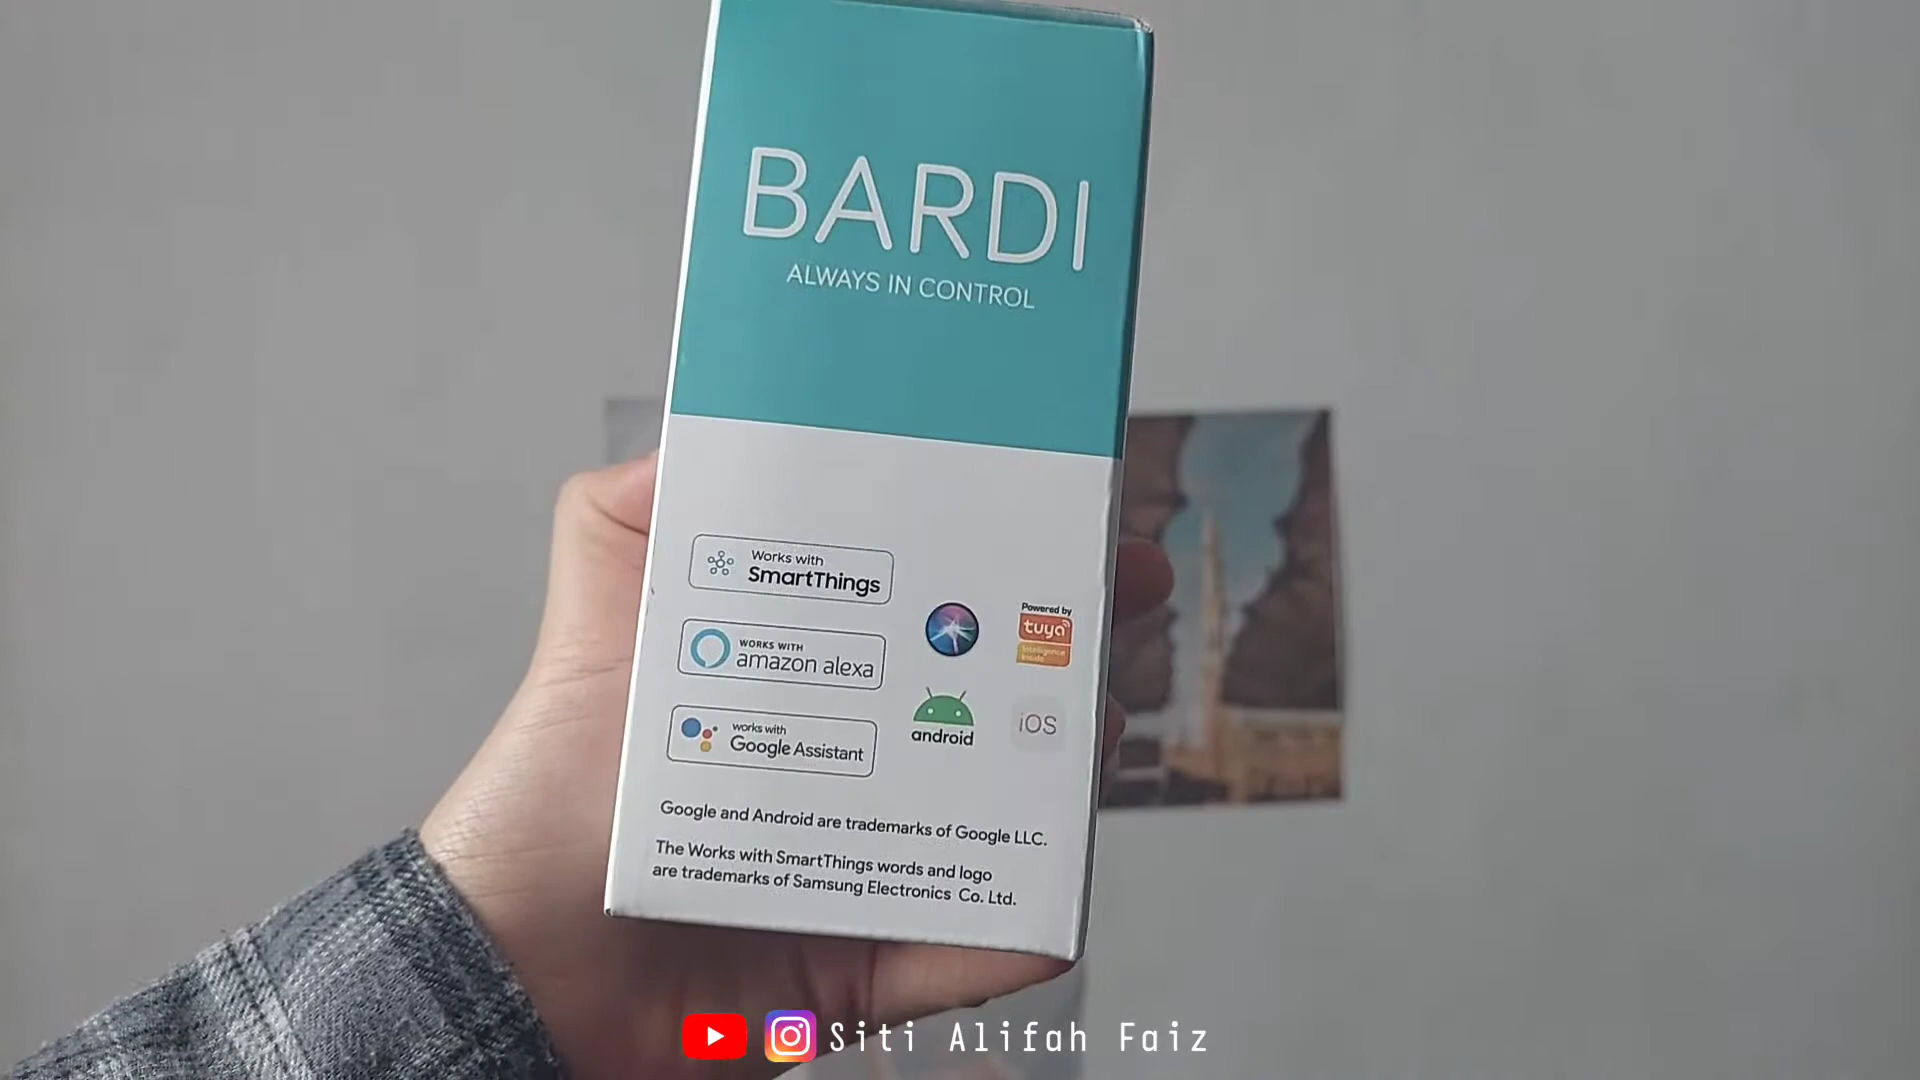 BARDI
ALWAYS IN CONTROL
Works with
SmartThings
WORKS WITH
amazon alexa
works with
Google Assistant
Powered by
tuya
Intelligence
Inside
android
iOS
Google and Android are trademarks of Google LLC.
The Works with SmartThings words and logo
are trademarks of Samsung Electronics Co. Ltd.
Siti Alifah Faiz